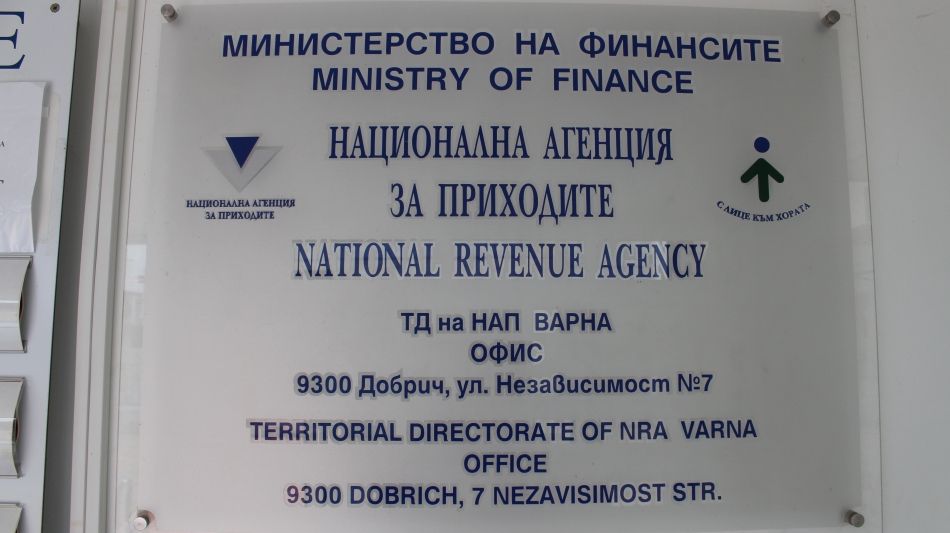 Е
МИНИСТЕРСТВО НА ФИНАНСИТЕ
MINISTRY OF FINANCE
НАЦИОНАЛНА АГЕНЦИЯ
ЗА ПРИХОДИТЕ
НАЦИОНАЛНА АГЕНЦИЯ
ЗА ПРИХОДИТЕ
С ЛИЦЕ КЪМ ХОРАТА
NATIONAL REVENUE AGENCY
ТД на НАП ВАРНА
ОФИС
9300 Добрич, ул. Независимост №7
TERRITORIAL DIRECTORATE OF NRA VARNA
OFFICE
9300 DOBRICH, 7 NEZAVISIMOST STR.